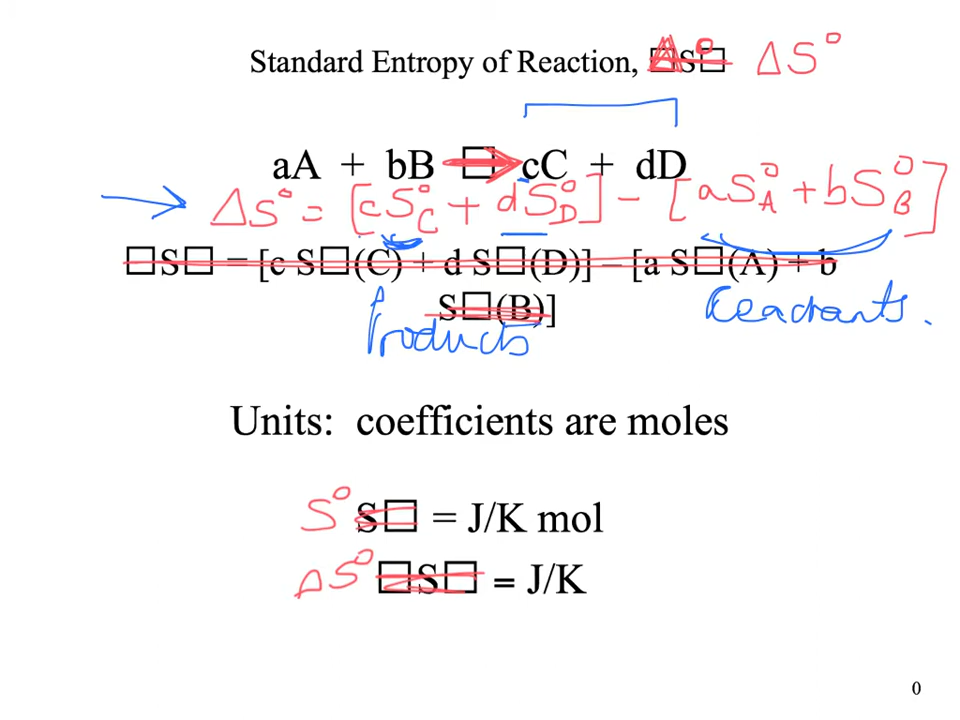 Standard Entropy of Reaction, □S□ ΔS°
aA + bB □ → cC + dD
→ ΔS° = [cS°C + dS°D] − [aS°A + bS°B]
□S□ = [c S□(C) + d S□(D)] – [a S□(A) + b
S□(B)]
Products Reactants.
Units: coefficients are moles
S° S□ = J/K mol
ΔS° □S□ = J/K
0